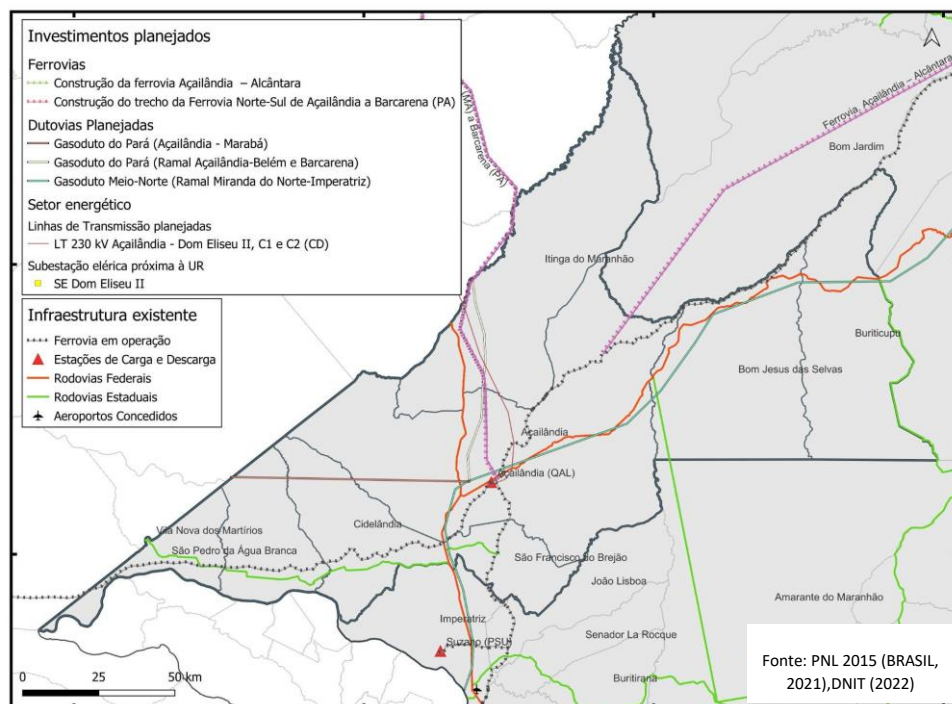 Investimentos planejados
Ferrovias
Construção da ferrovia Açailândia – Alcântara
Construção do trecho da Ferrovia Norte-Sul de Açailândia a Barcarena (PA)
Dutovias Planejadas
Gasoduto do Pará (Açailândia - Marabá)
Gasoduto do Pará (Ramal Açailândia-Belém e Barcarena)
Gasoduto Meio-Norte (Ramal Miranda do Norte-Imperatriz)
Setor energético
Linhas de Transmissão planejadas
LT 230 kV Açailândia - Dom Eliseu II, C1 e C2 (CD)
Subestação elérica próxima à UR
SE Dom Eliseu II
Infraestrutura existente
Ferrovia em operação
Estações de Carga e Descarga
Rodovias Federais
Rodovias Estaduais
Aeroportos Concedidos
(MA) a Barcarena (PA)
Ferrovia Açailândia – Alcântara
Bom Jardim
Itinga do Maranhão
Buriticupu
Bom Jesus das Selvas
Açailândia
Açailândia (QAL)
Vila Nova dos Martírios
Cidelândia
São Pedro da Água Branca
São Francisco do Brejão
João Lisboa
Amarante do Maranhão
Imperatriz
Suzano (PSU)
Senador La Rocque
Buritirana
0 25 50 km
Fonte: PNL 2015 (BRASIL,
2021),DNIT (2022)